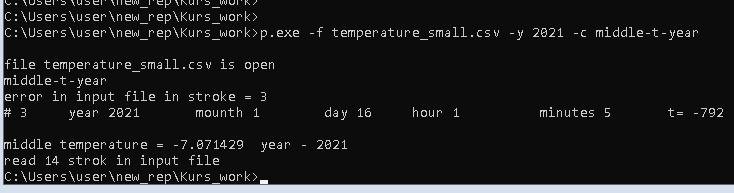 C:\Users\user\new_rep\Kurs_work>
C:\Users\user\new_rep\Kurs_work>
C:\Users\user\new_rep\Kurs_work>p.exe -f temperature_small.csv -y 2021 -c middle-t-year
file temperature_small.csv is open
middle-t-year
error in input file in stroke = 3
# 3 year 2021 mounth 1 day 16 hour 1 minutes 5 t= -792
middle temperature = -7.071429 year - 2021
read 14 strok in input file
C:\Users\user\new_rep\Kurs_work>